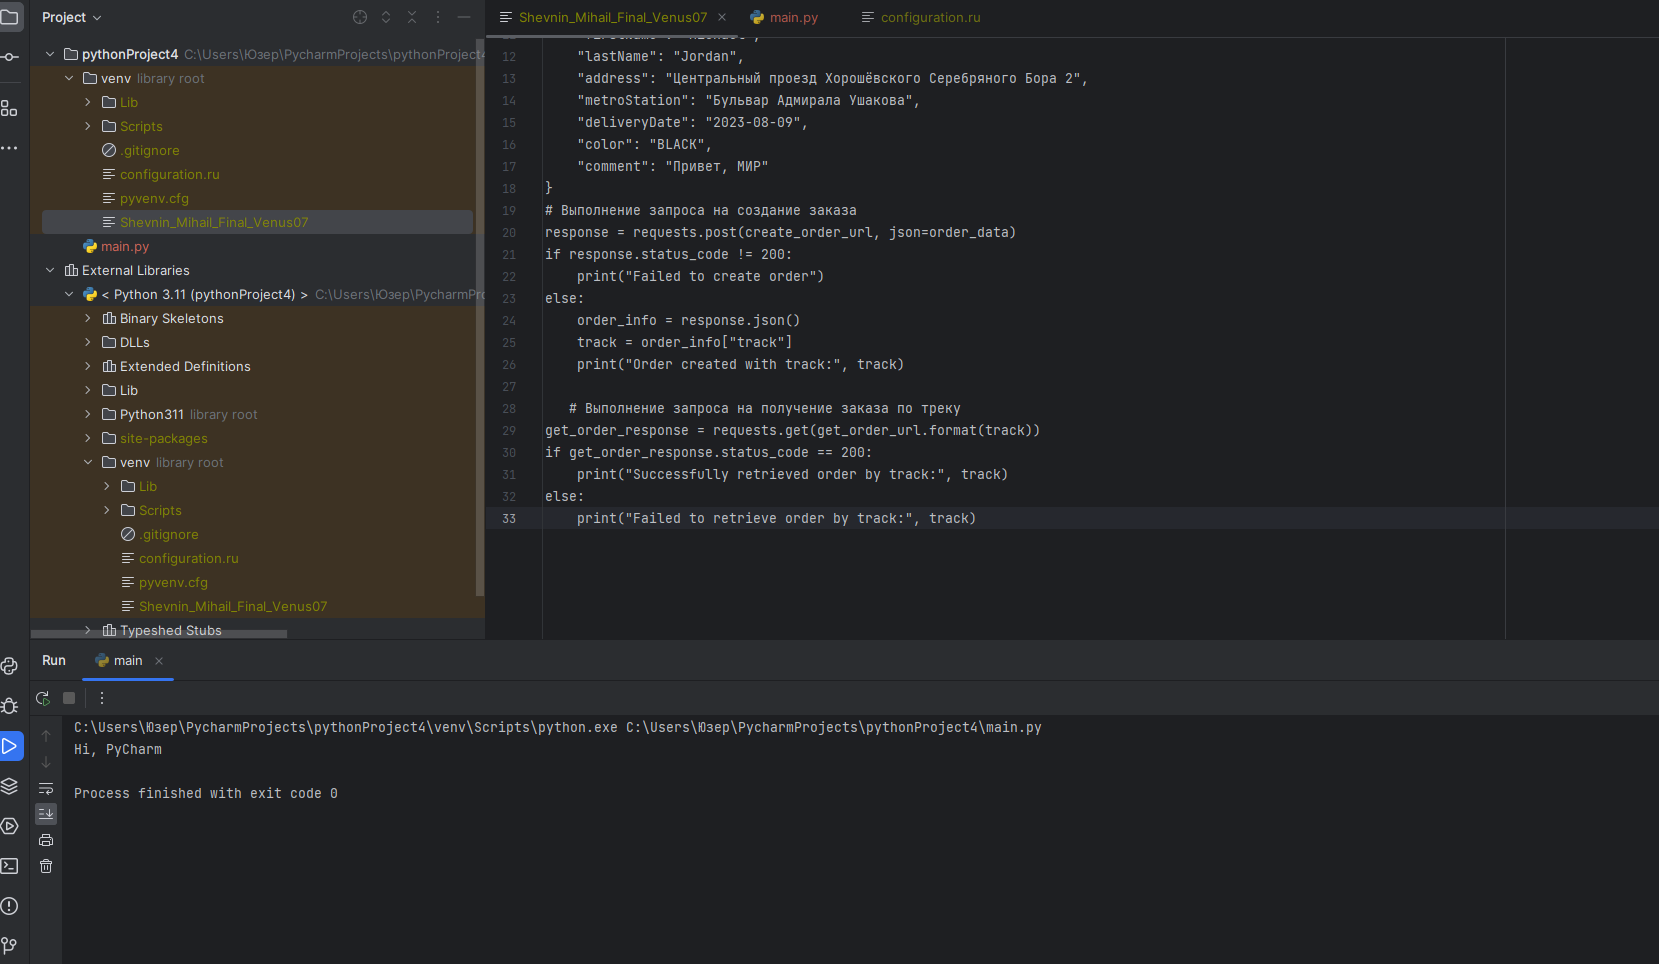 Project
Shevnin_Mihail_Final_Venus07
main.py
configuration.ru
pythonProject4 C:\Users\Юзер\PycharmProjects\pythonProject4
venv library root
Lib
Scripts
.gitignore
configuration.ru
pyvenv.cfg
Shevnin_Mihail_Final_Venus07
main.py
External Libraries
< Python 3.11 (pythonProject4) > C:\Users\Юзер\PycharmPro
Binary Skeletons
DLLs
Extended Definitions
Lib
Python311 library root
site-packages
venv library root
Lib
Scripts
.gitignore
configuration.ru
pyvenv.cfg
Shevnin_Mihail_Final_Venus07
Typeshed Stubs
12 "lastName": "Jordan",
13 "address": "Центральный проезд Хорошёвского Серебряного Бора 2",
14 "metroStation": "Бульвар Адмирала Ушакова",
15 "deliveryDate": "2023-08-09",
16 "color": "BLACK",
17 "comment": "Привет, МИР"
18 }
19 # Выполнение запроса на создание заказа
20 response = requests.post(create_order_url, json=order_data)
21 if response.status_code != 200:
22 print("Failed to create order")
23 else:
24 order_info = response.json()
25 track = order_info["track"]
26 print("Order created with track:", track)
27
28 # Выполнение запроса на получение заказа по треку
29 get_order_response = requests.get(get_order_url.format(track))
30 if get_order_response.status_code == 200:
31 print("Successfully retrieved order by track:", track)
32 else:
33 print("Failed to retrieve order by track:", track)
Run
main
C:\Users\Юзер\PycharmProjects\pythonProject4\venv\Scripts\python.exe C:\Users\Юзер\PycharmProjects\pythonProject4\main.py
Hi, PyCharm
Process finished with exit code 0